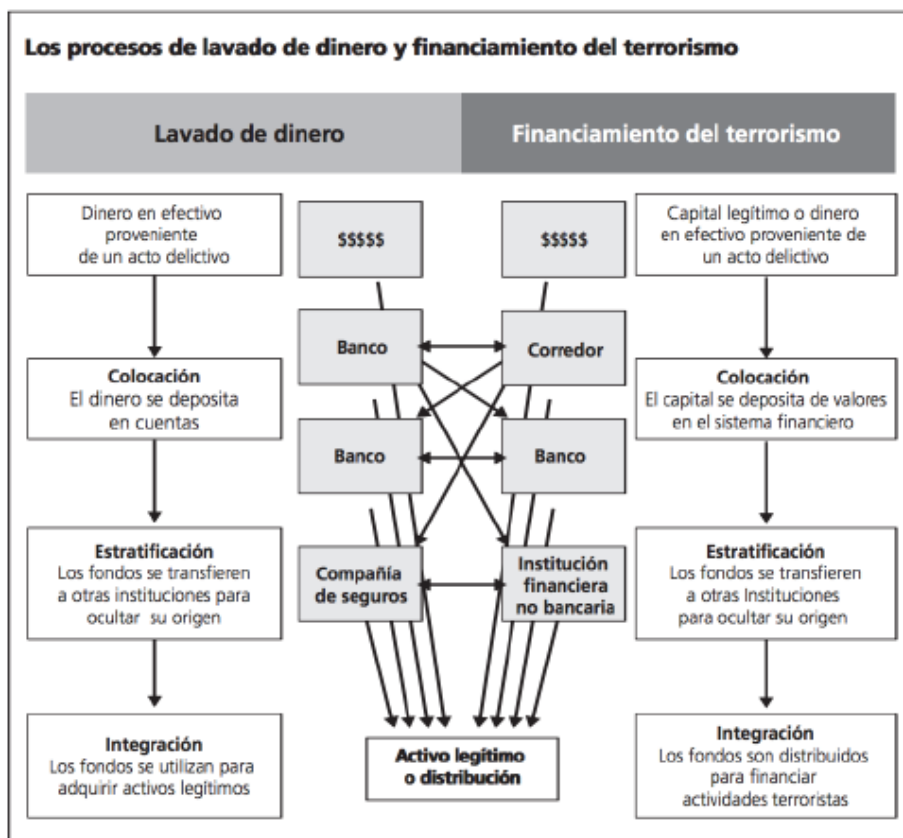 Los procesos de lavado de dinero y financiamiento del terrorismo
Lavado de dinero
Financiamiento del terrorismo
Dinero en efectivo
proveniente
de un acto delictivo
$$$$$
$$$$$
Capital legítimo o dinero
en efectivo proveniente de
un acto delictivo
Banco
Corredor
Colocación
El dinero se deposita
en cuentas
Colocación
El capital se deposita de valores
en el sistema financiero
Banco
Banco
Estratificación
Los fondos se transfieren
a otras instituciones para
ocultar su origen
Compañía
de seguros
Institución
financiera
no bancaria
Estratificación
Los fondos se transfieren
a otras Instituciones
para ocultar su origen
Integración
Los fondos se utilizan para
adquirir activos legítimos
Activo legítimo
o distribución
Integración
Los fondos son distribuidos
para financiar
actividades terroristas